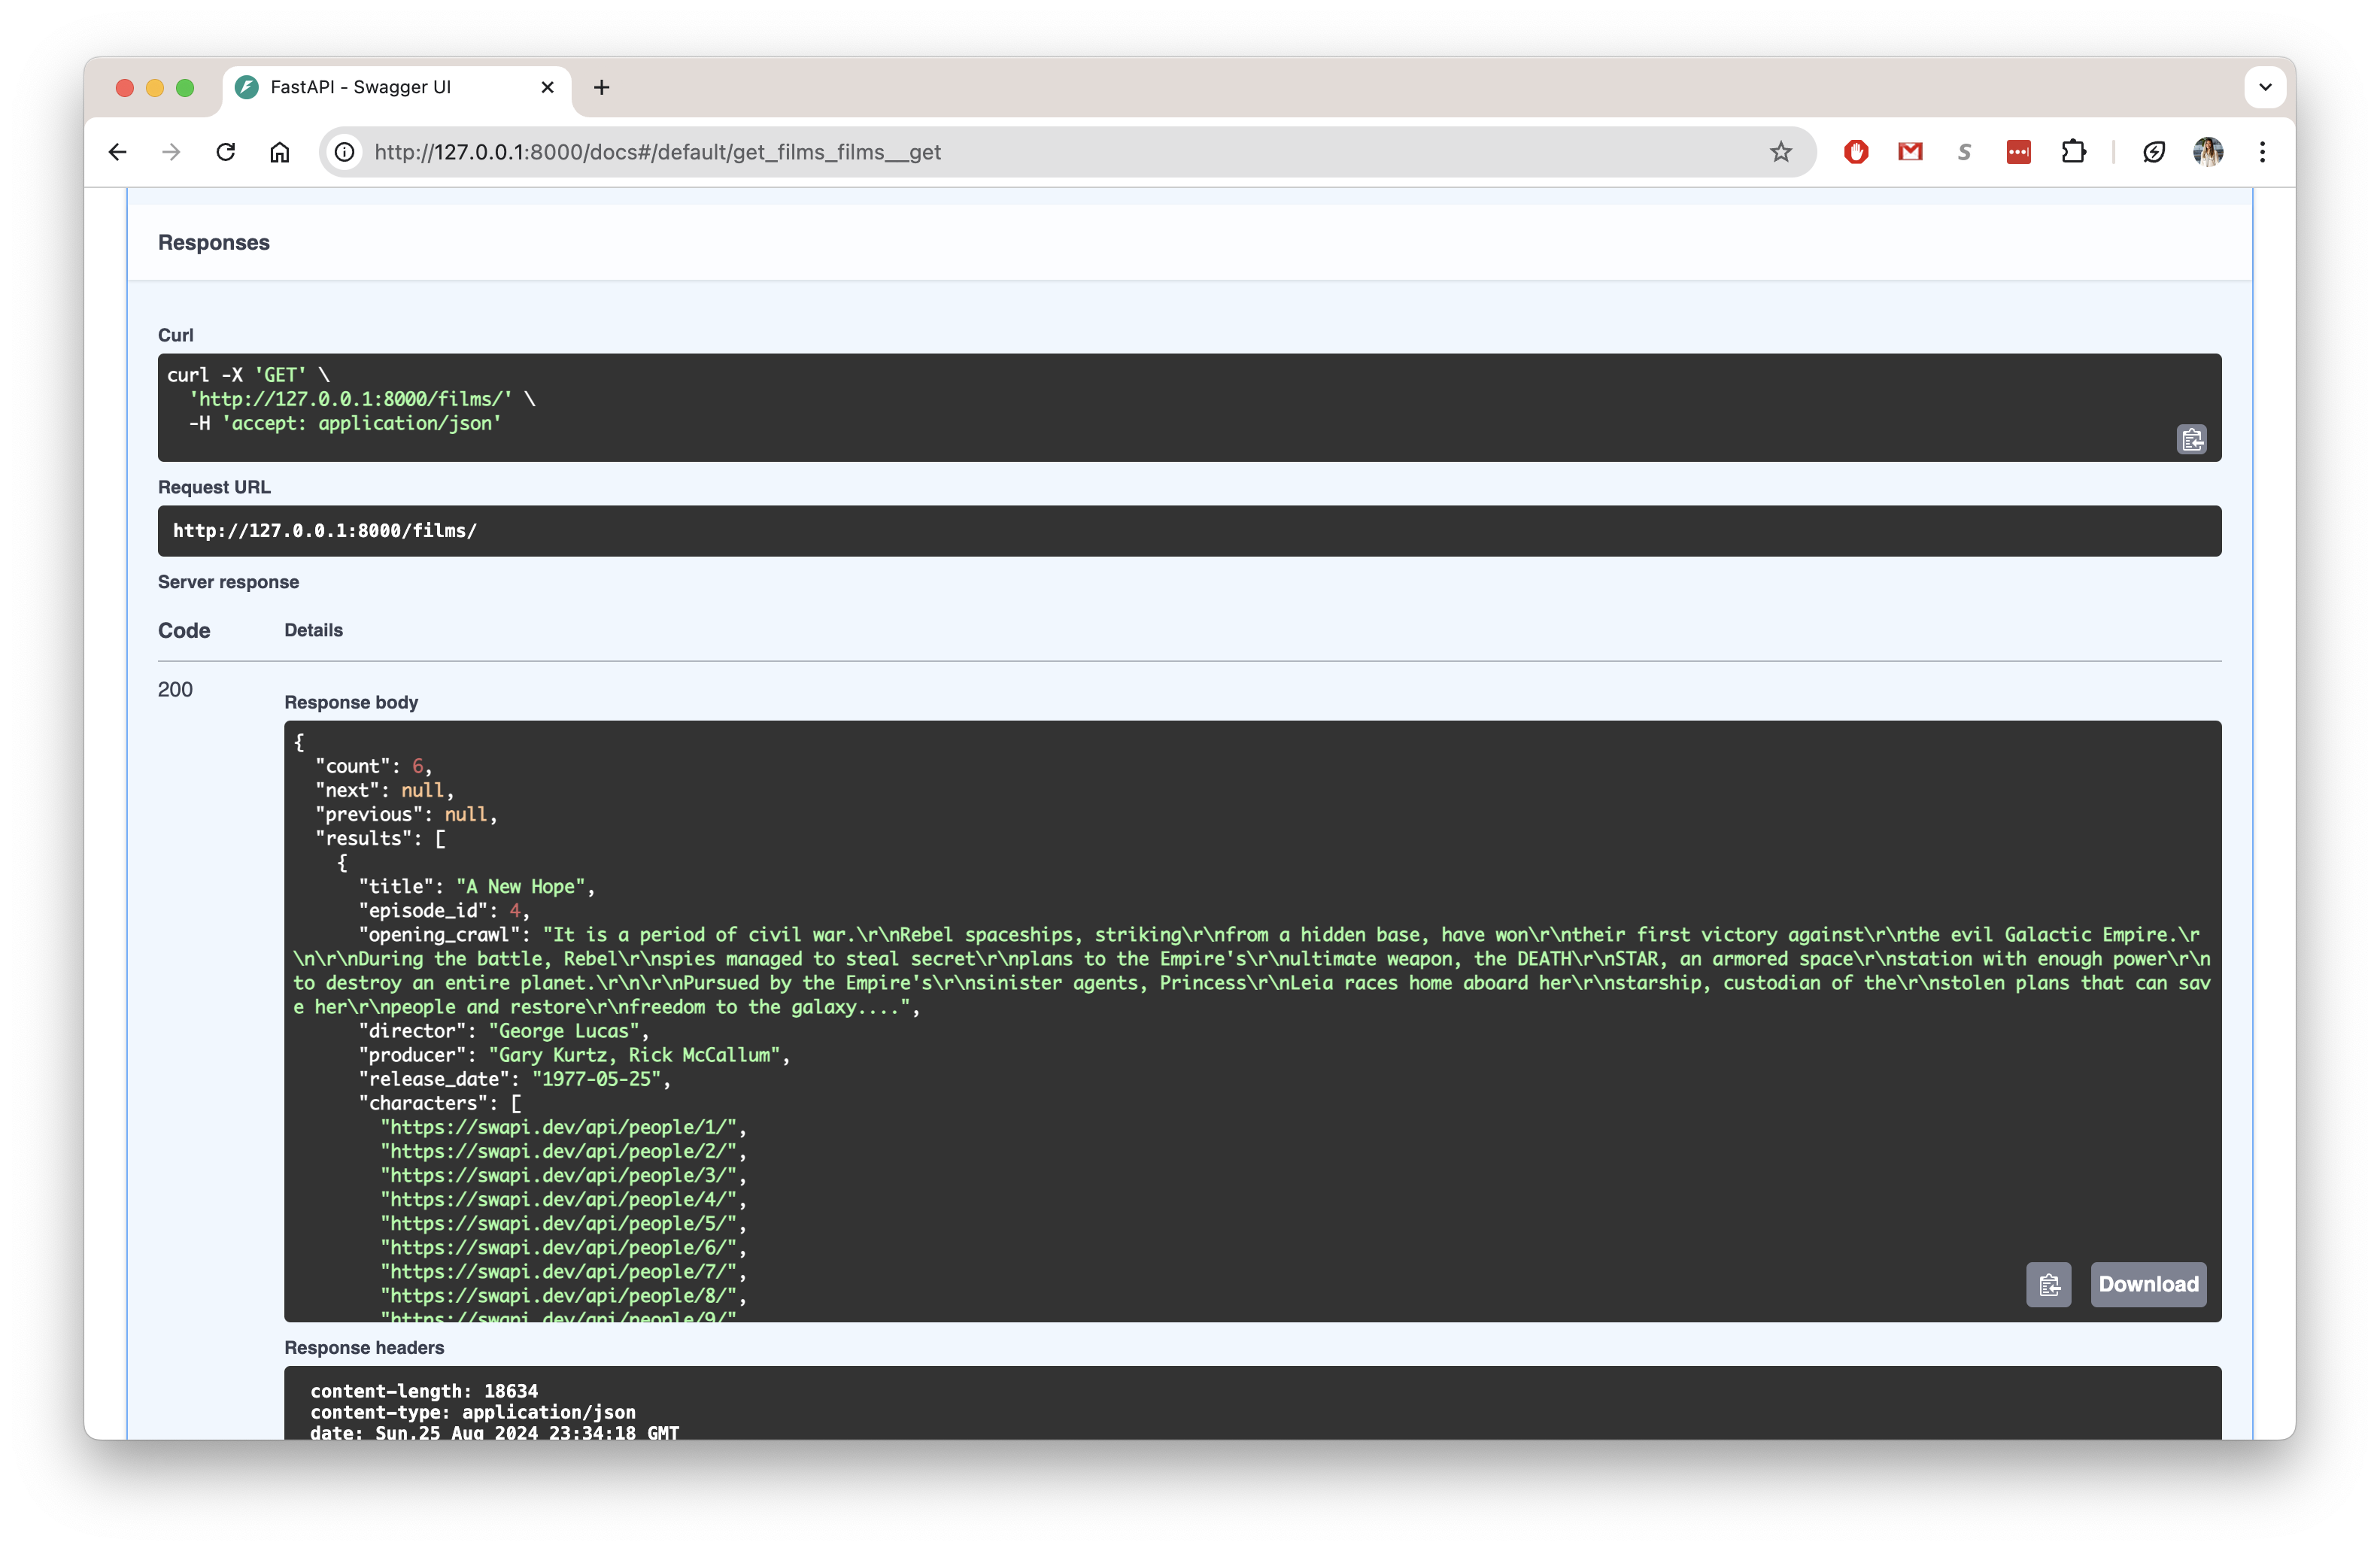 FastAPI - Swagger UI
http://127.0.0.1:8000/docs#/default/get_films_films__get
Responses
Curl
curl -X 'GET' \
  'http://127.0.0.1:8000/films/' \
  -H 'accept: application/json'
Request URL
http://127.0.0.1:8000/films/
Server response
Code Details
200
Response body
{
  "count": 6,
  "next": null,
  "previous": null,
  "results": [
    {
      "title": "A New Hope",
      "episode_id": 4,
      "opening_crawl": "It is a period of civil war.\r\nRebel spaceships, striking\r\nfrom a hidden base, have won\r\ntheir first victory against\r\nthe evil Galactic Empire.\r
\n\r\nDuring the battle, Rebel\r\nspies managed to steal secret\r\nplans to the Empire's\r\nultimate weapon, the DEATH\r\nSTAR, an armored space\r\nstation with enough power\r\n
to destroy an entire planet.\r\n\r\nPursued by the Empire's\r\nsinister agents, Princess\r\nLeia races home aboard her\r\nstarship, custodian of the\r\nstolen plans that can sav
e her\r\npeople and restore\r\nfreedom to the galaxy....",
      "director": "George Lucas",
      "producer": "Gary Kurtz, Rick McCallum",
      "release_date": "1977-05-25",
      "characters": [
        "https://swapi.dev/api/people/1/",
        "https://swapi.dev/api/people/2/",
        "https://swapi.dev/api/people/3/",
        "https://swapi.dev/api/people/4/",
        "https://swapi.dev/api/people/5/",
        "https://swapi.dev/api/people/6/",
        "https://swapi.dev/api/people/7/",
        "https://swapi.dev/api/people/8/",
        "https://swapi.dev/api/people/9/"
Download
Response headers
content-length: 18634
content-type: application/json
date: Sun,25 Aug 2024 23:34:18 GMT